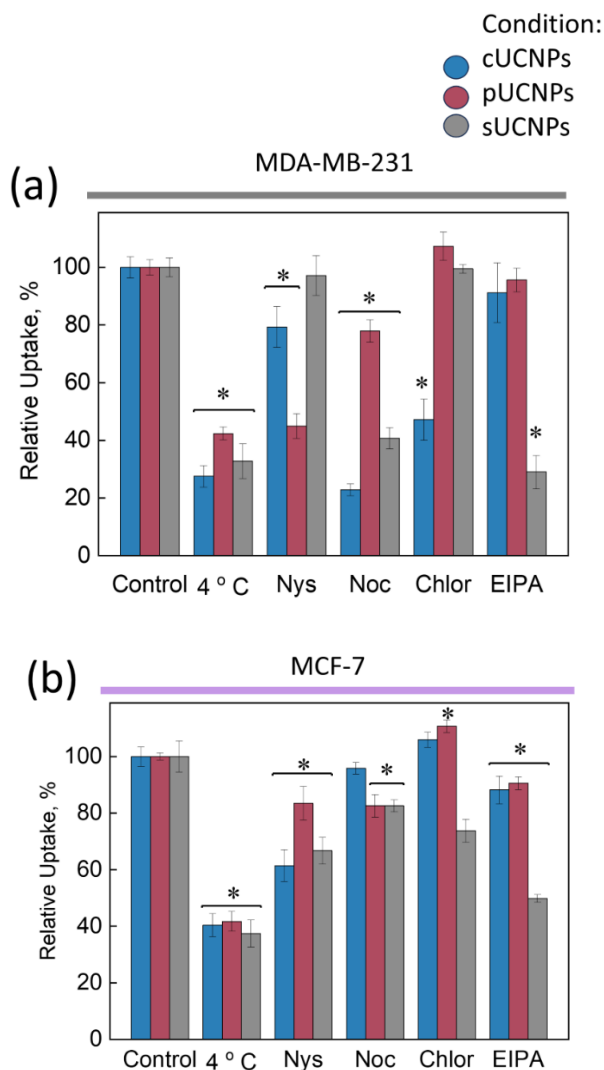 Condition:
cUCNPs
pUCNPs
sUCNPs
(a)
MDA-MB-231
Relative Uptake, %
100
80
60
40
20
0
* * * * *
Control 4 º C Nys Noc Chlor EIPA
(b)
MCF-7
Relative Uptake, %
100
80
60
40
20
0
* * * * *
Control 4 º C Nys Noc Chlor EIPA